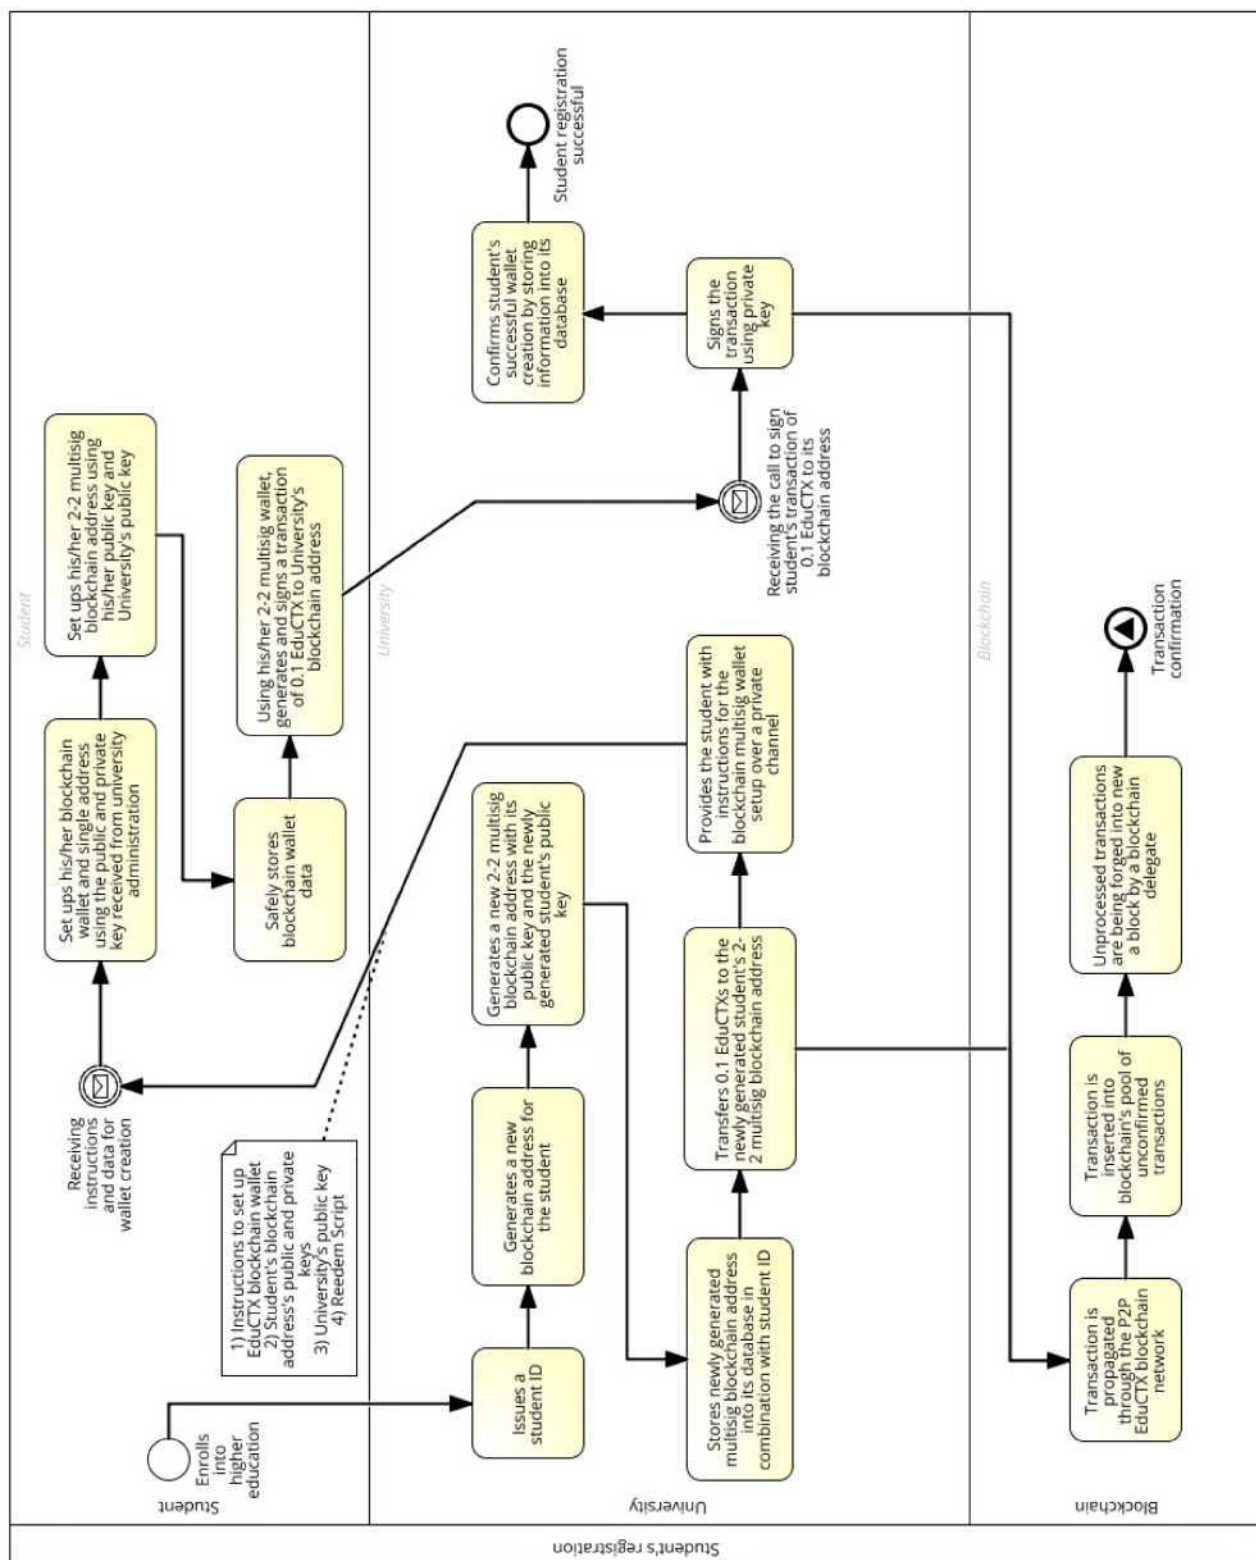 Student's registration
Student
Student
Enrolls
into
higher
education
Receiving
instructions
and data for
wallet creation
Set ups his/her blockchain
wallet and single address
using the public and private
key received from university
administration
Set ups his/her 2-2 multisig
blockchain address using
his/her public key and
University's public key
Safely stores
blockchain wallet
data
Using his/her 2-2 multisig wallet,
generates and signs a transaction
of 0.1 EduCTX to University's
blockchain address
1) Instructions to set up
EduCTX blockchain wallet
2) Student's blockchain
address's public and private
keys
3) University's public key
4) Reedem Script
University
University
Issues a
student ID
Generates a new
blockchain address for
the student
Generates a new 2-2 multisig
blockchain address with its
public key and the newly
generated student's public
key
Stores newly generated
multisig blockchain address
into its database in
combination with student ID
Transfers 0.1 EduCTXs to the
newly generated student's 2-
2 multisig blockchain address
Provides the student with
instructions for the
blockchain multisig wallet
setup over a private
channel
Receiving the call to sign
student's transaction of
0.1 EduCTX to its
blockchain address
Signs the
transaction
using private
key
Confirms student's
successful wallet
creation by storing
information into its
database
Student registration
successful
Blockchain
Blockchain
Transaction is
propagated
through the P2P
EduCTX blockchain
network
Transaction is
inserted into
blockchain's pool of
unconfirmed
transactions
Unprocessed transactions
are being forged into new
a block by a blockchain
delegate
Transaction
confirmation